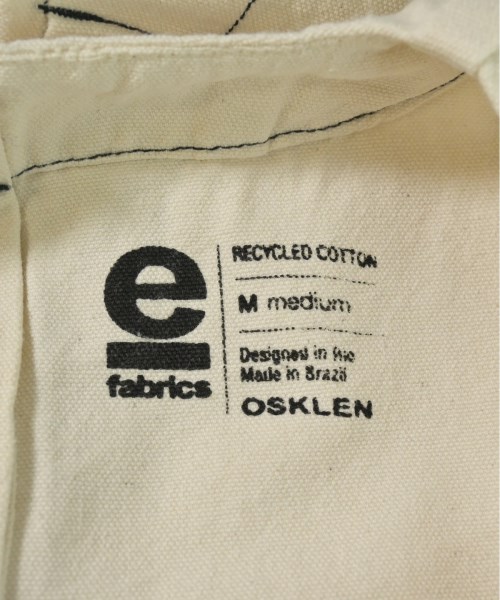 e
fabrics
RECYCLED COTTON
M medium
Designed in Rio
Made in Brazil
OSKLEN